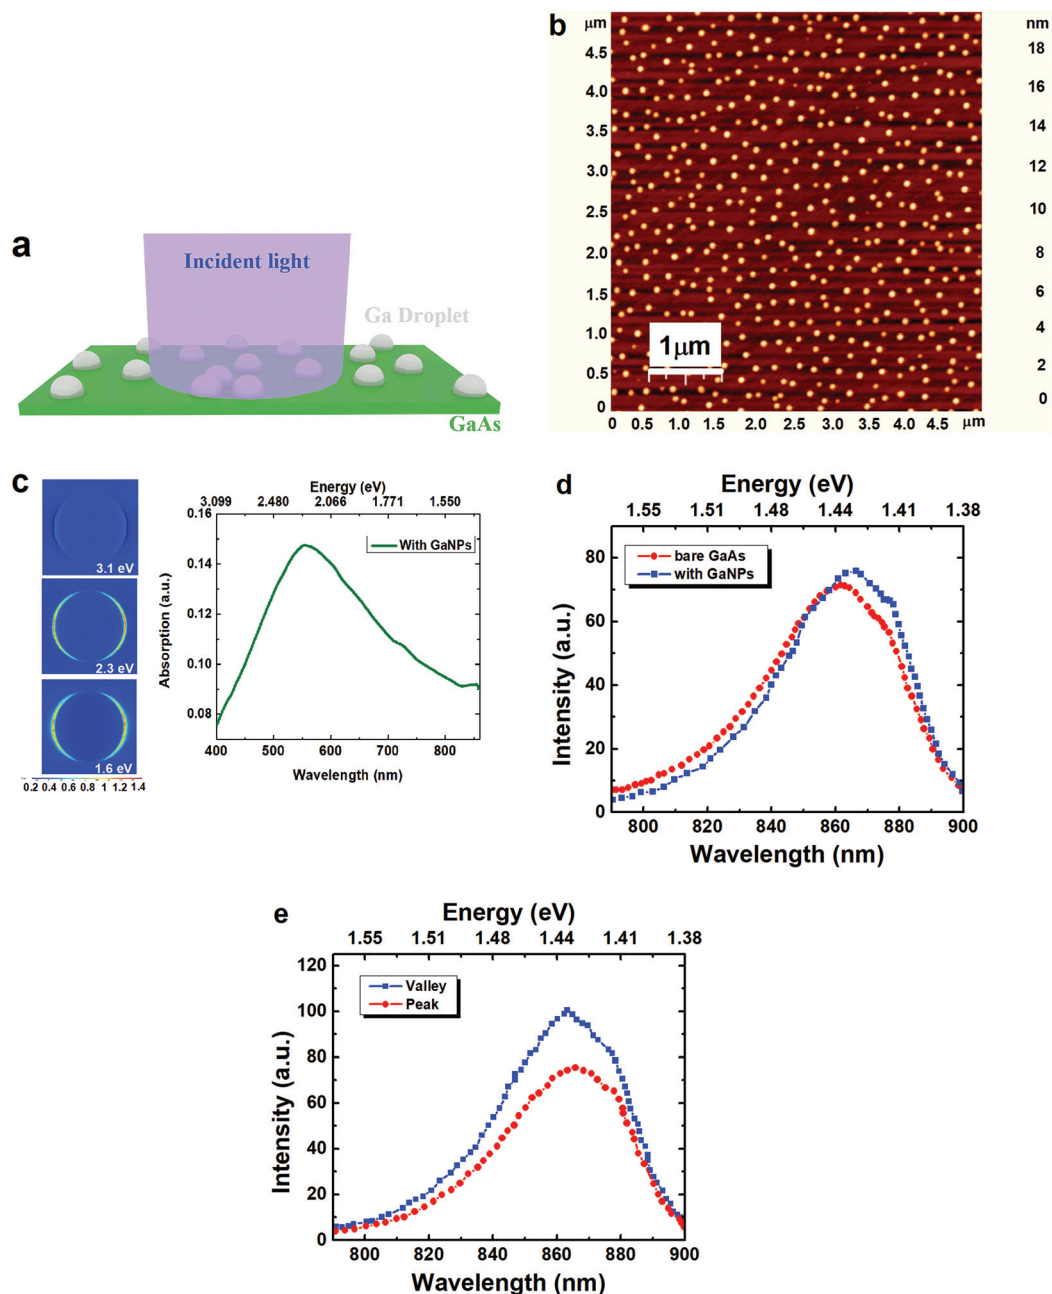 a
Incident light
Ga Droplet
GaAs
b
μm
4.5
4.0
3.5
3.0
2.5
2.0
1.5
1.0
0.5
0
1μm
0 0.5 1.0 1.5 2.0 2.5 3.0 3.5 4.0 4.5 μm
nm
18
16
14
12
10
8
6
4
2
0
c
3.1 eV
2.3 eV
1.6 eV
0.2 0.4 0.6 0.8 1 1.2 1.4
Energy (eV)
3.099 2.480 2.066 1.771 1.550
0.16
0.14
0.12
0.10
0.08
Absorption (a.u.)
With GaNPs
400 500 600 700 800
Wavelength (nm)
d
Energy (eV)
1.55 1.51 1.48 1.44 1.41 1.38
80
60
40
20
0
Intensity (a.u.)
bare GaAs
with GaNPs
800 820 840 860 880 900
Wavelength (nm)
e
Energy (eV)
1.55 1.51 1.48 1.44 1.41 1.38
120
100
80
60
40
20
0
Intensity (a.u.)
Valley
Peak
800 820 840 860 880 900
Wavelength (nm)